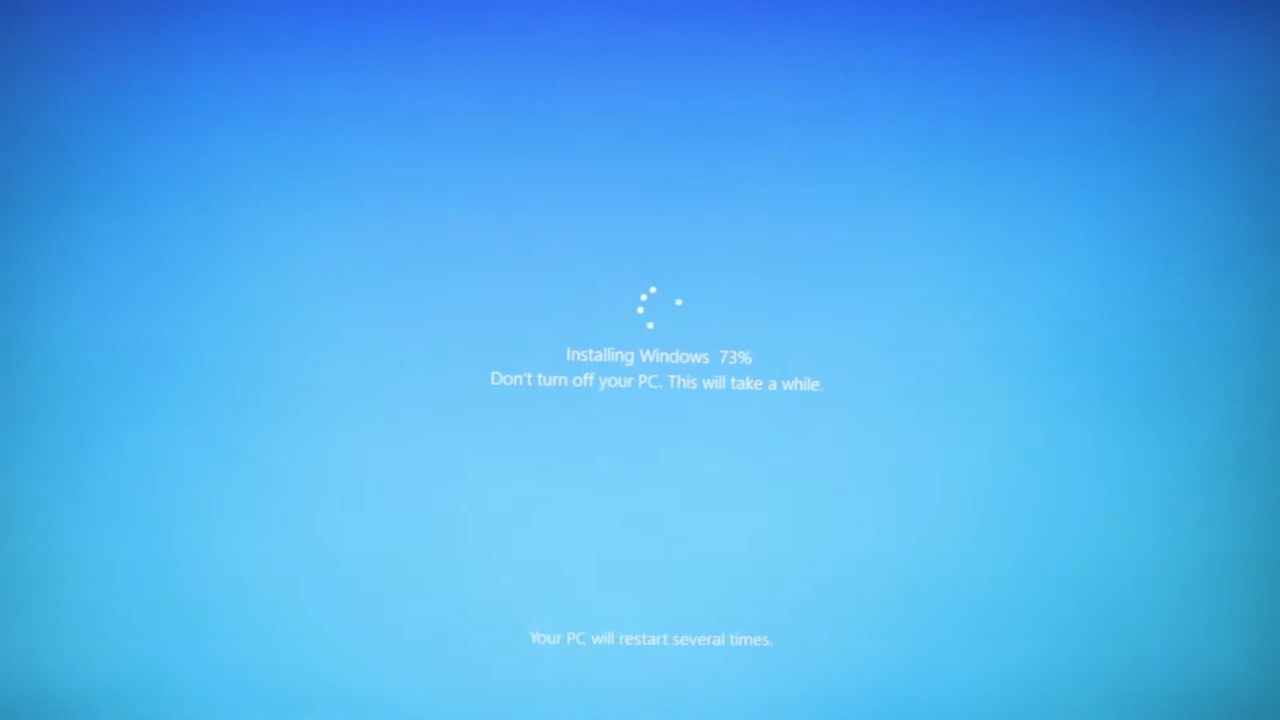 Installing Windows  73%
Don't turn off your PC. This will take a while.
Your PC will restart several times.